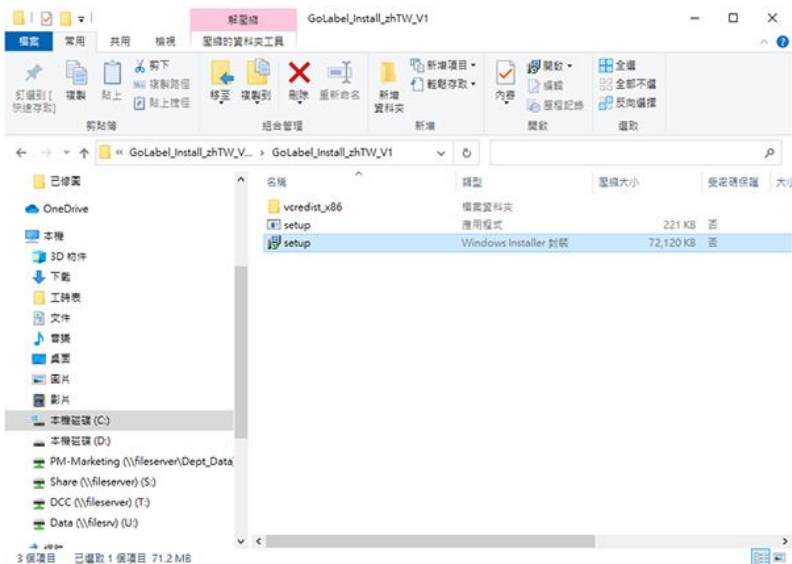 解壓縮
GoLabel_Install_zhTW_V1
檔案
常用
共用
檢視
壓縮的資料夾工具
釘選到 [
快速存取]
複製
貼上
剪下
複製路徑
貼上捷徑
剪貼簿
移至
複製到
刪除
重新命名
組合管理
新增
資料夾
新增項目
輕鬆存取
新增
內容
開啟
編輯
歷程記錄
開啟
全選
全部不選
反向選擇
選取
« GoLabel_Install_zhTW_V... › GoLabel_Install_zhTW_V1
已修圖
OneDrive
本機
3D 物件
下載
工時表
文件
音樂
桌面
圖片
影片
本機磁碟 (C:)
本機磁碟 (D:)
PM-Marketing (\\fileserver\Dept_Data
Share (\\fileserver) (S:)
DCC (\\fileserver) (T:)
Data (\\filesrv) (U:)
名稱 類型 壓縮大小 受密碼保護 大小
vcredist_x86 檔案資料夾
setup 應用程式 221 KB 否
setup Windows Installer 封裝 72,120 KB 否
3 個項目 已選取 1 個項目 71.2 MB